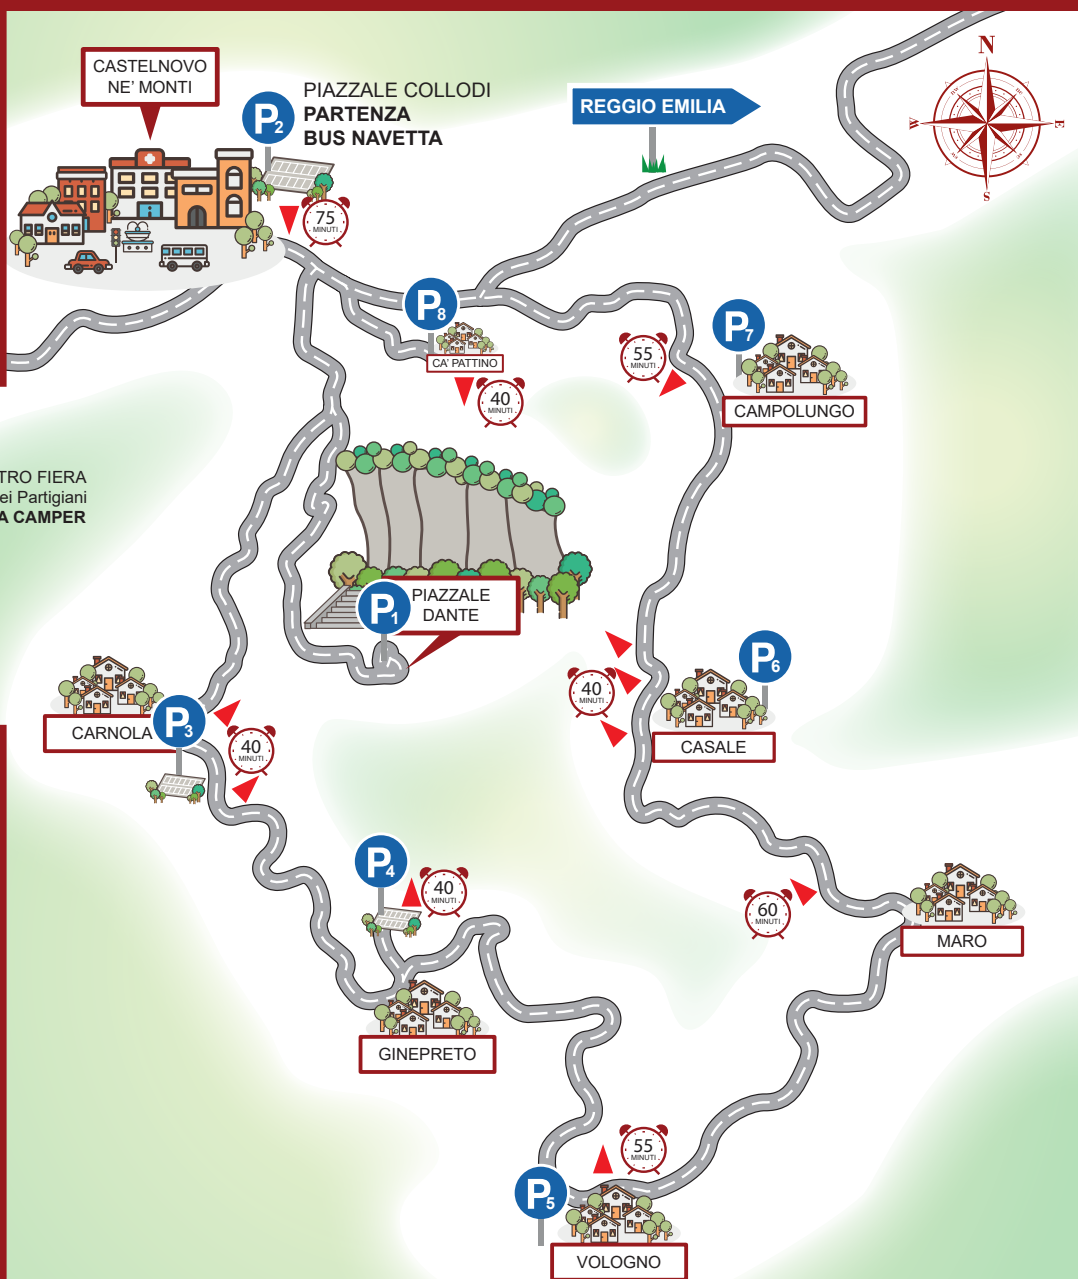 CASTELNOVO
NE' MONTI
P2
PIAZZALE COLLODI
PARTENZA
BUS NAVETTA
REGGIO EMILIA
N
W
E
S
75
MINUTI
P8
CA' PATTINO
40
MINUTI
55
MINUTI
P7
CAMPOLUNGO
TRO FIERA
ei Partigiani
A CAMPER
P1
PIAZZALE
DANTE
P6
40
MINUTI
CASALE
CARNOLA
P3
40
MINUTI
P4
40
MINUTI
60
MINUTI
MARO
GINEPRETO
55
MINUTI
P5
VOLOGNO